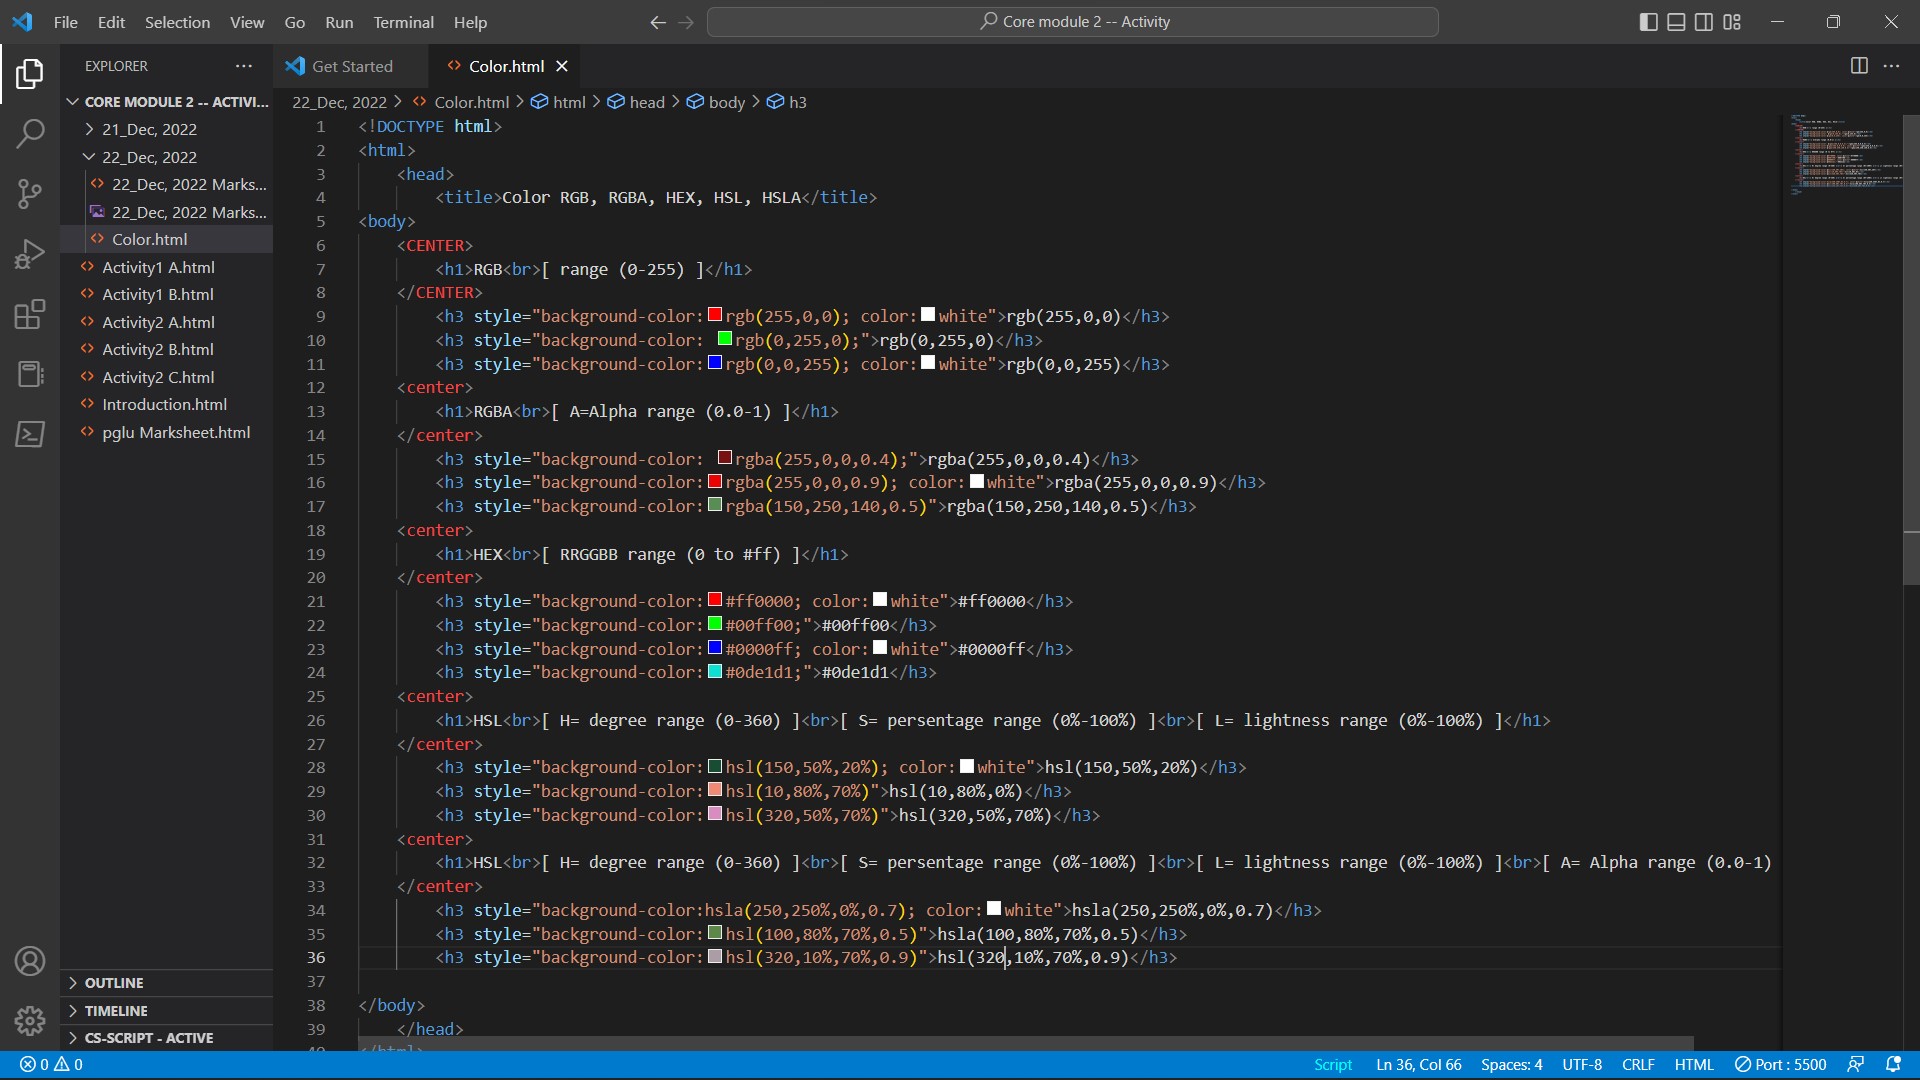 File Edit Selection View Go Run Terminal Help
Core module 2 -- Activity
EXPLORER
CORE MODULE 2 -- ACTIVI...
21_Dec, 2022
22_Dec, 2022
22_Dec, 2022 Marks...
22_Dec, 2022 Marks...
Color.html
Activity1 A.html
Activity1 B.html
Activity2 A.html
Activity2 B.html
Activity2 C.html
Introduction.html
pglu Marksheet.html
OUTLINE
TIMELINE
CS-SCRIPT - ACTIVE
Get Started
Color.html
22_Dec, 2022 > Color.html > html > head > body > h3
1 <!DOCTYPE html>
2 <html>
3 <head>
4 <title>Color RGB, RGBA, HEX, HSL, HSLA</title>
5 <body>
6 <CENTER>
7 <h1>RGB<br>[ range (0-255) ]</h1>
8 </CENTER>
9 <h3 style="background-color:rgb(255,0,0); color:white">rgb(255,0,0)</h3>
10 <h3 style="background-color: rgb(0,255,0);">rgb(0,255,0)</h3>
11 <h3 style="background-color:rgb(0,0,255); color:white">rgb(0,0,255)</h3>
12 <center>
13 <h1>RGBA<br>[ A=Alpha range (0.0-1) ]</h1>
14 </center>
15 <h3 style="background-color: rgba(255,0,0,0.4);">rgba(255,0,0,0.4)</h3>
16 <h3 style="background-color:rgba(255,0,0,0.9); color:white">rgba(255,0,0,0.9)</h3>
17 <h3 style="background-color:rgba(150,250,140,0.5)">rgba(150,250,140,0.5)</h3>
18 <center>
19 <h1>HEX<br>[ RRGGBB range (0 to #ff) ]</h1>
20 </center>
21 <h3 style="background-color:#ff0000; color:white">#ff0000</h3>
22 <h3 style="background-color:#00ff00;">#00ff00</h3>
23 <h3 style="background-color:#0000ff; color:white">#0000ff</h3>
24 <h3 style="background-color:#0de1d1;">#0de1d1</h3>
25 <center>
26 <h1>HSL<br>[ H= degree range (0-360) ]<br>[ S= persentage range (0%-100%) ]<br>[ L= lightness range (0%-100%) ]</h1>
27 </center>
28 <h3 style="background-color:hsl(150,50%,20%); color:white">hsl(150,50%,20%)</h3>
29 <h3 style="background-color:hsl(10,80%,70%)">hsl(10,80%,0%)</h3>
30 <h3 style="background-color:hsl(320,50%,70%)">hsl(320,50%,70%)</h3>
31 <center>
32 <h1>HSL<br>[ H= degree range (0-360) ]<br>[ S= persentage range (0%-100%) ]<br>[ L= lightness range (0%-100%) ]<br>[ A= Alpha range (0.0-1)
33 </center>
34 <h3 style="background-color:hsla(250,250%,0%,0.7); color:white">hsla(250,250%,0%,0.7)</h3>
35 <h3 style="background-color:hsl(100,80%,70%,0.5)">hsla(100,80%,70%,0.5)</h3>
36 <h3 style="background-color:hsl(320,10%,70%,0.9)">hsl(320,10%,70%,0.9)</h3>
37
38 </body>
39 </head>
40 </html>
0 0
Script Ln 36, Col 66 Spaces: 4 UTF-8 CRLF HTML Port : 5500